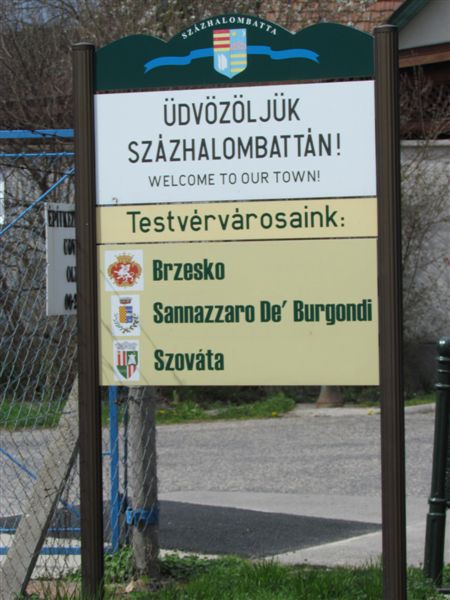 SZÁZHALOMBATTA
ÜDVÖZÖLJÜK
SZÁZHALOMBATTÁN!
WELCOME TO OUR TOWN!
Testvérvárosaink:
Brzesko
Sannazzaro De' Burgondi
Szováta